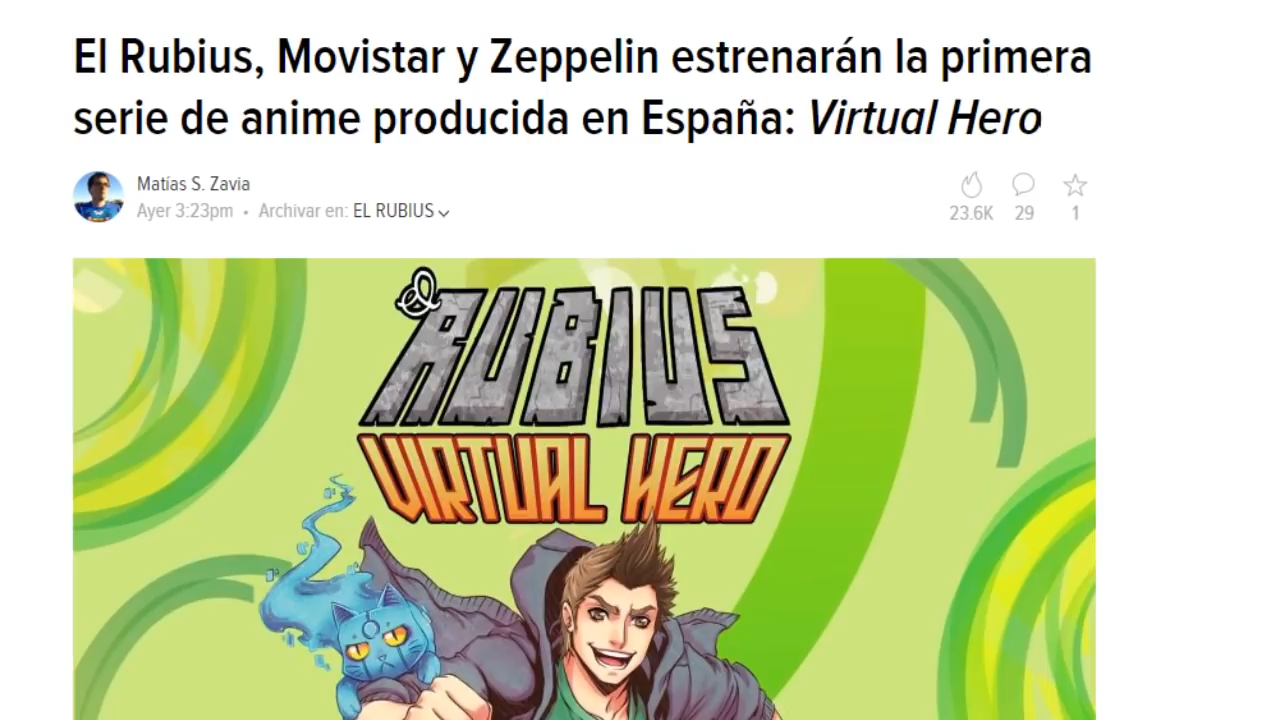 El Rubius, Movistar y Zeppelin estrenarán la primera
serie de anime producida en España: Virtual Hero
Matías S. Zavia
Ayer 3:23pm • Archivar en: EL RUBIUS
23.6K 29 1
el
RUBIUS
VIRTUAL HERO